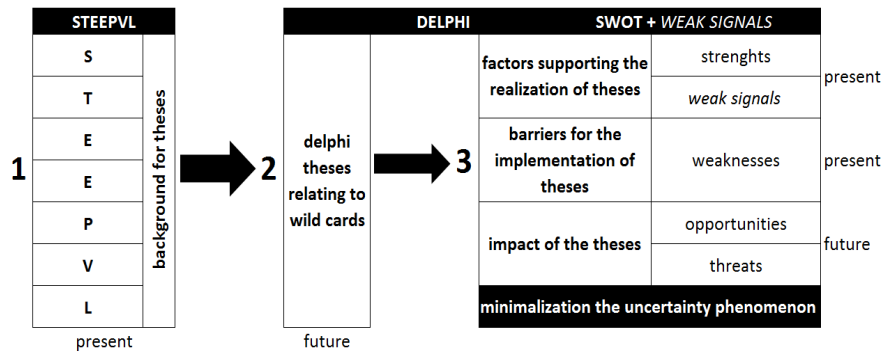 STEEPVL
S
T
E
E
P
V
L
background for theses
present
1
2
DELPHI
delphi
theses
relating to
wild cards
future
3
SWOT + WEAK SIGNALS
factors supporting the
realization of theses
strenghts
weak signals
present
barriers for the
implementation of
theses
weaknesses
present
impact of the theses
opportunities
threats
future
minimalization the uncertainty phenomenon